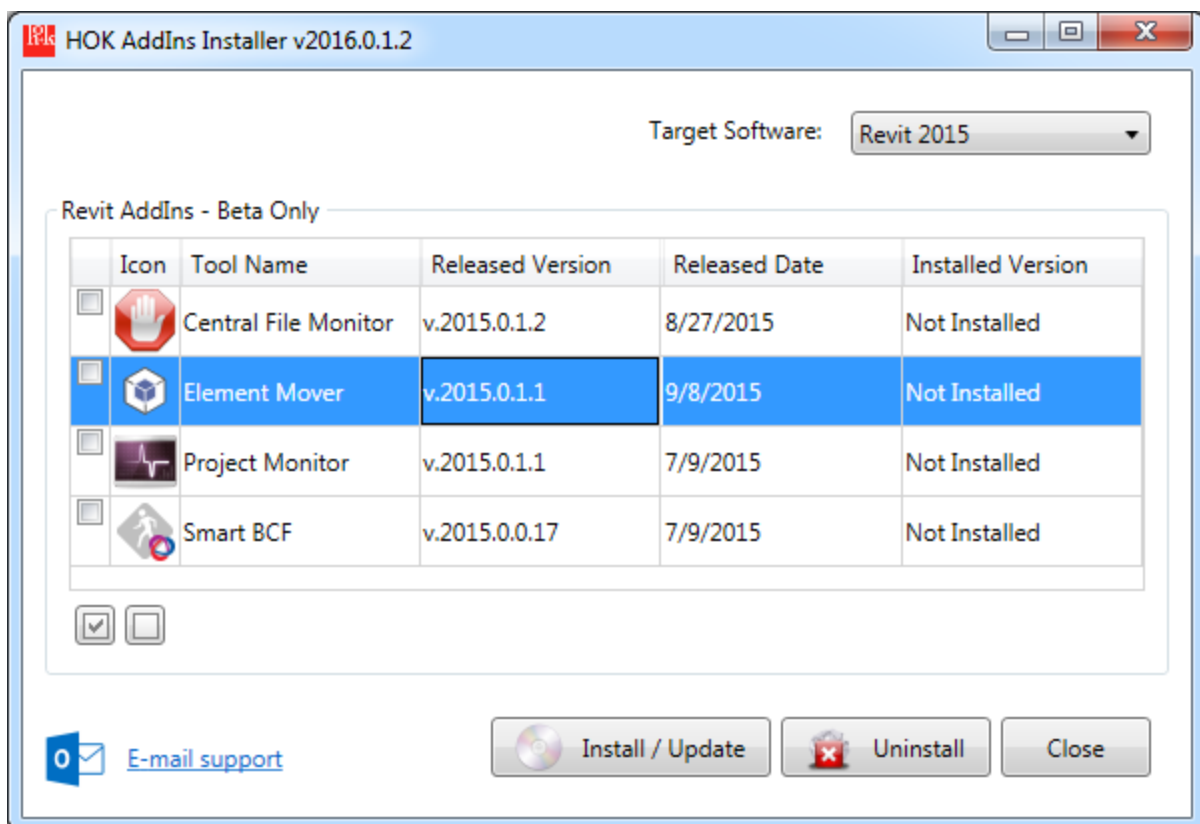 HOK AddIns Installer v2016.0.1.2
Target Software: Revit 2015
Revit AddIns - Beta Only
Icon Tool Name Released Version Released Date Installed Version
Central File Monitor v.2015.0.1.2 8/27/2015 Not Installed
Element Mover v.2015.0.1.1 9/8/2015 Not Installed
Project Monitor v.2015.0.1.1 7/9/2015 Not Installed
Smart BCF v.2015.0.0.17 7/9/2015 Not Installed
E-mail support Install / Update Uninstall Close